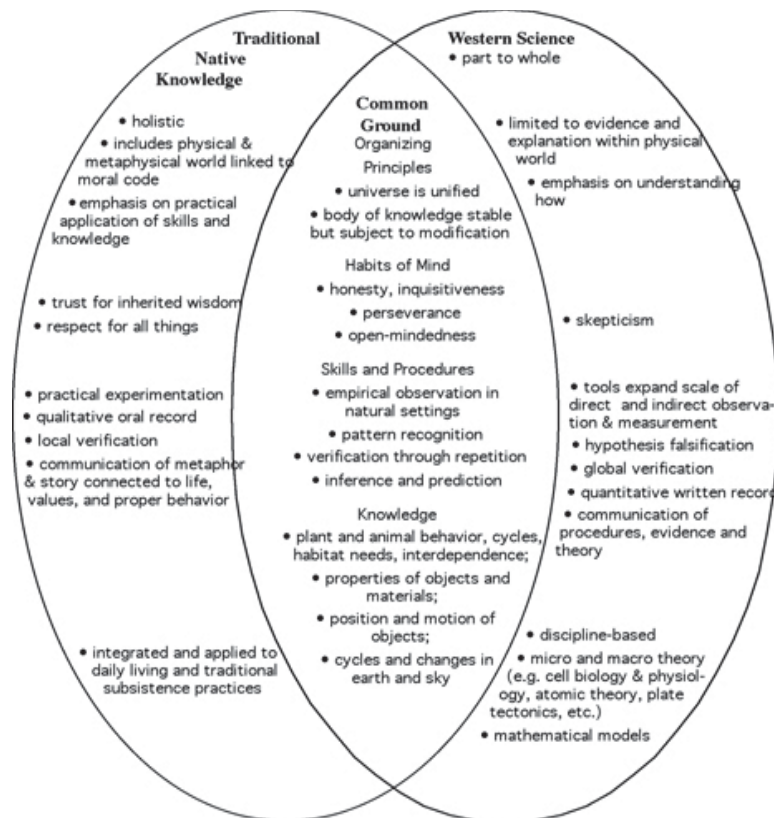 Traditional
Native
Knowledge
• holistic
• includes physical &
metaphysical world linked to
moral code
• emphasis on practical
application of skills and
knowledge
• trust for inherited wisdom
• respect for all things
• practical experimentation
• qualitative oral record
• local verification
• communication of metaphor
& story connected to life,
values, and proper behavior
• integrated and applied to
daily living and traditional
subsistence practices
Common
Ground
Organizing
Principles
• universe is unified
• body of knowledge stable
but subject to modification
Habits of Mind
• honesty, inquisitiveness
• perseverance
• open-mindedness
Skills and Procedures
• empirical observation in
natural settings
• pattern recognition
• verification through repetition
• inference and prediction
Knowledge
• plant and animal behavior, cycles,
habitat needs, interdependence;
• properties of objects and
materials;
• position and motion of
objects;
• cycles and changes in
earth and sky
Western Science
• part to whole
• limited to evidence and
explanation within physical
world
• emphasis on understanding
how
• skepticism
• tools expand scale of
direct and indirect observa-
tion & measurement
• hypothesis falsification
• global verification
• quantitative written record
• communication of
procedures, evidence and
theory
• discipline-based
• micro and macro theory
(e.g. cell biology & physiol-
ogy, atomic theory, plate
tectonics, etc.)
• mathematical models